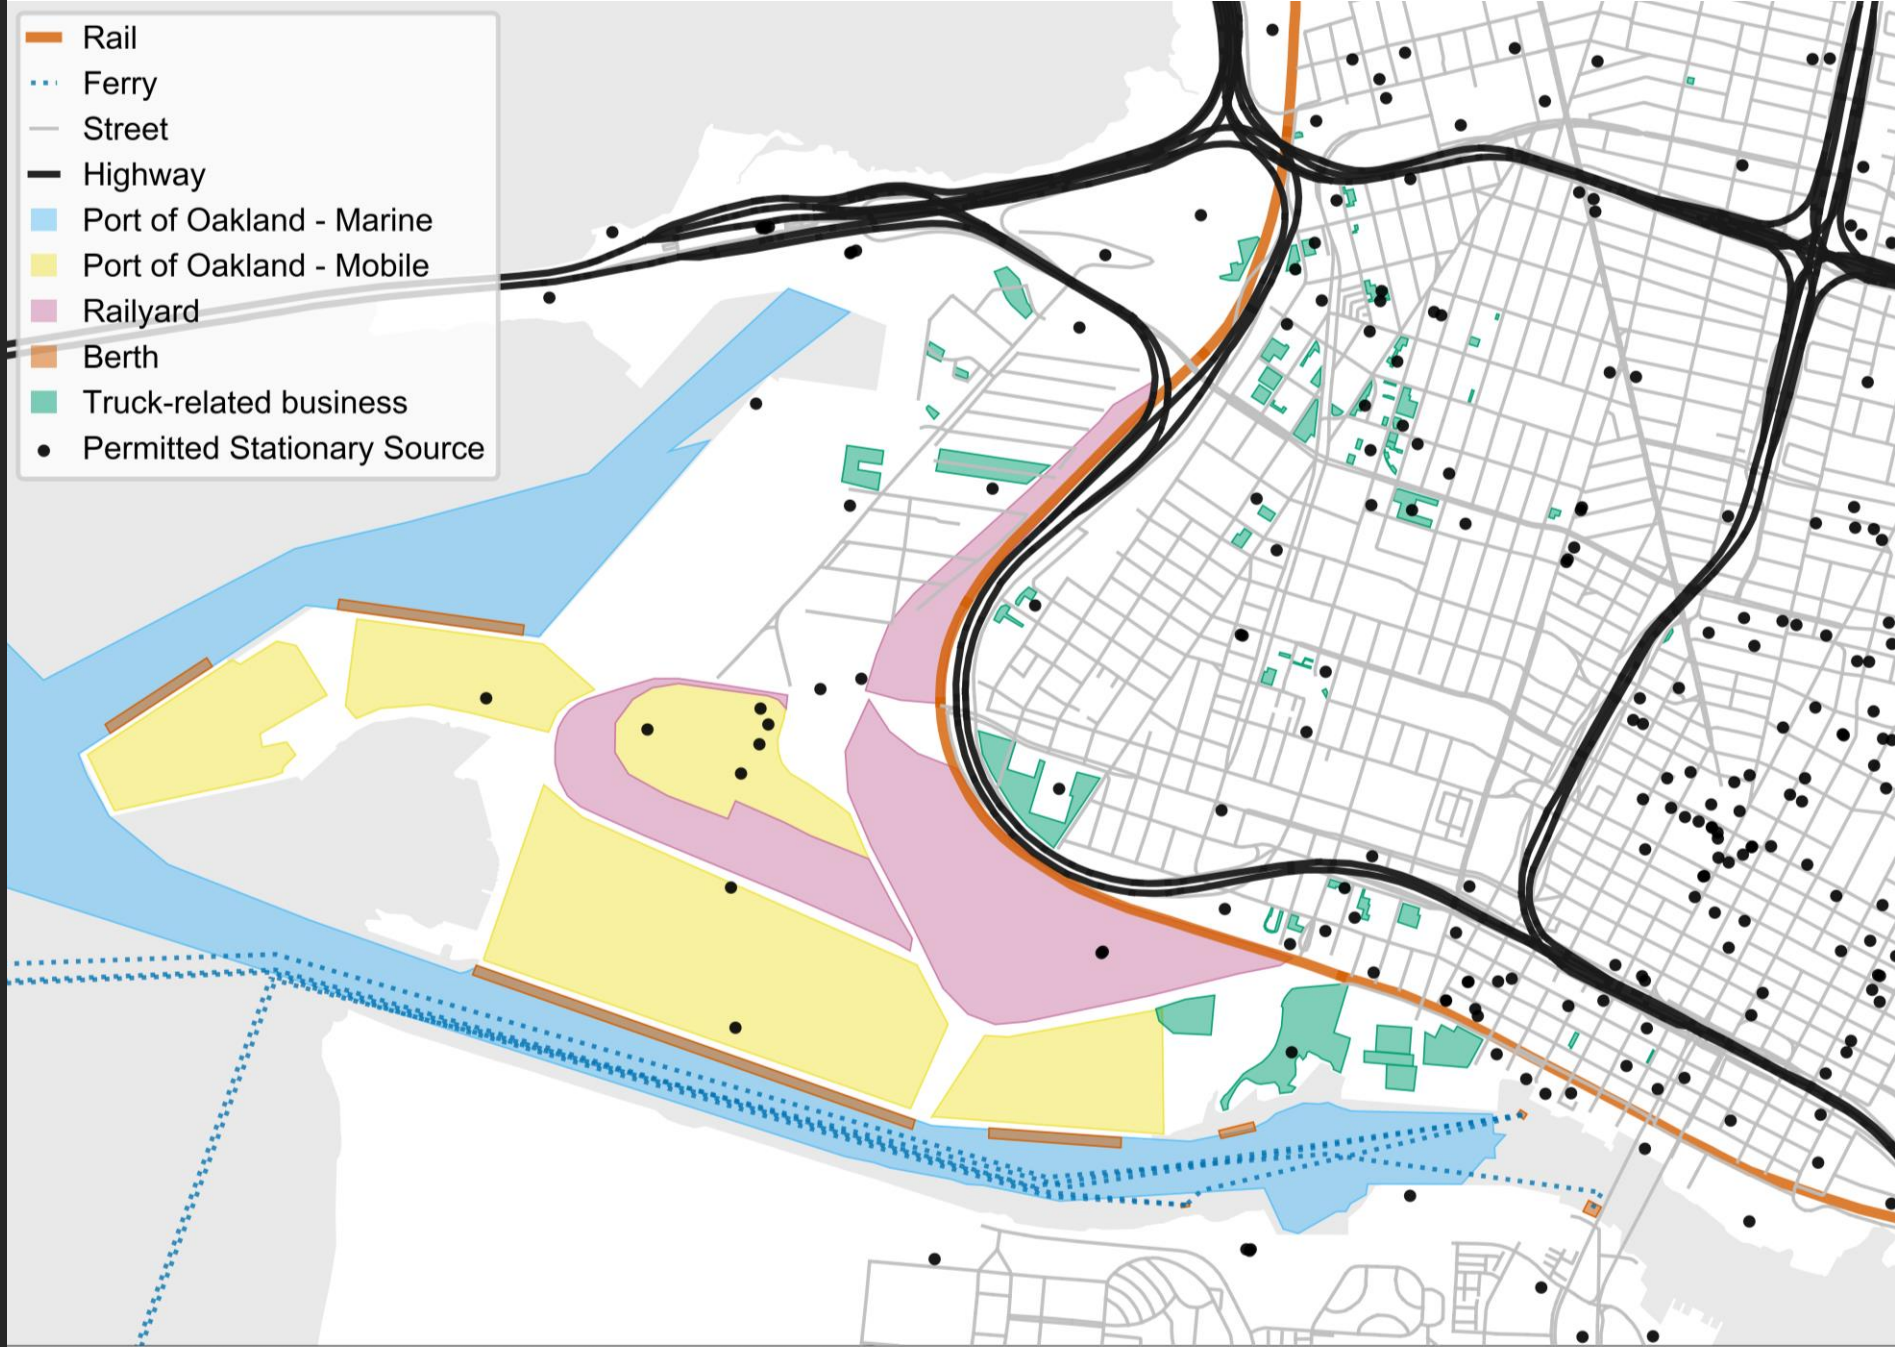 Rail
Ferry
Street
Highway
Port of Oakland - Marine
Port of Oakland - Mobile
Railyard
Berth
Truck-related business
Permitted Stationary Source